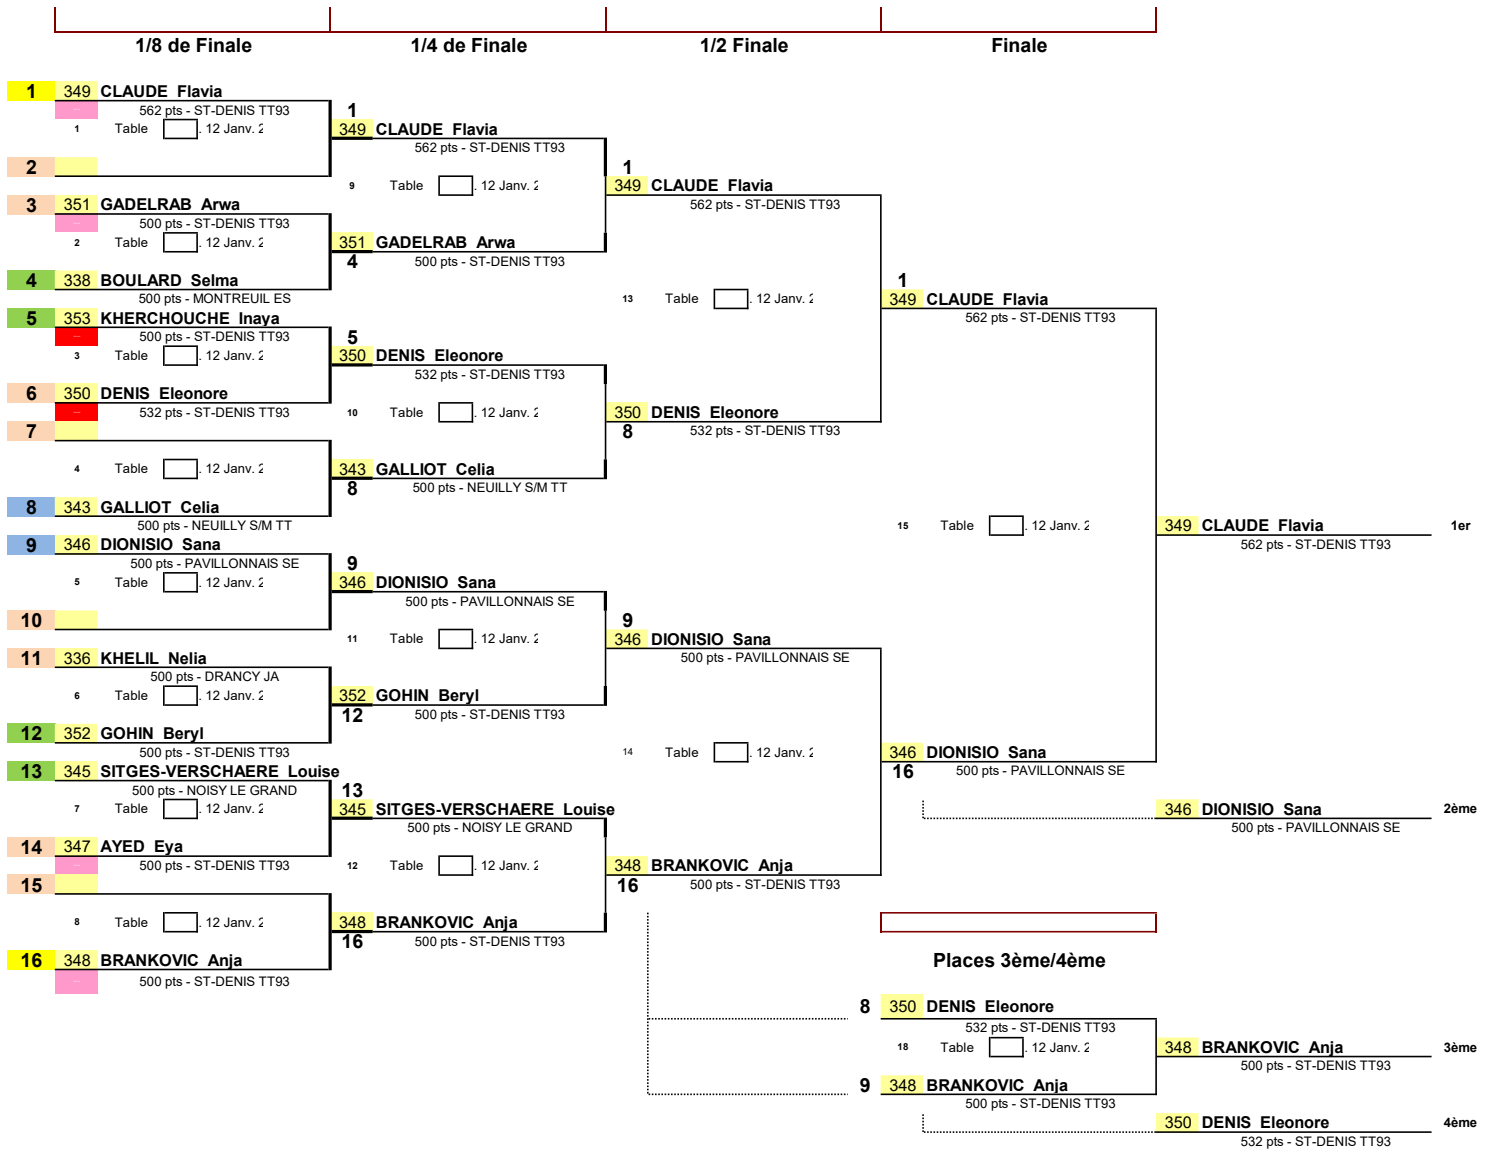 1/8 de Finale 1/4 de Finale 1/2 Finale Finale
1 349 CLAUDE Flavia
562 pts - ST-DENIS TT93
1 Table . 12 Janv. 2
2
3 351 GADELRAB Arwa
500 pts - ST-DENIS TT93
2 Table . 12 Janv. 2
4 338 BOULARD Selma
500 pts - MONTREUIL ES
5 353 KHERCHOUCHE Inaya
500 pts - ST-DENIS TT93
3 Table . 12 Janv. 2
6 350 DENIS Eleonore
532 pts - ST-DENIS TT93
7
4 Table . 12 Janv. 2
8 343 GALLIOT Celia
500 pts - NEUILLY S/M TT
9 346 DIONISIO Sana
500 pts - PAVILLONNAIS SE
5 Table . 12 Janv. 2
10
11 336 KHELIL Nelia
500 pts - DRANCY JA
6 Table . 12 Janv. 2
12 352 GOHIN Beryl
500 pts - ST-DENIS TT93
13 345 SITGES-VERSCHAERE Louise
500 pts - NOISY LE GRAND
7 Table . 12 Janv. 2
14 347 AYED Eya
500 pts - ST-DENIS TT93
15
8 Table . 12 Janv. 2
16 348 BRANKOVIC Anja
500 pts - ST-DENIS TT93
1
349 CLAUDE Flavia
562 pts - ST-DENIS TT93
9 Table . 12 Janv. 2
351 GADELRAB Arwa
4 500 pts - ST-DENIS TT93
5
350 DENIS Eleonore
532 pts - ST-DENIS TT93
10 Table . 12 Janv. 2
343 GALLIOT Celia
8 500 pts - NEUILLY S/M TT
9
346 DIONISIO Sana
500 pts - PAVILLONNAIS SE
11 Table . 12 Janv. 2
352 GOHIN Beryl
12 500 pts - ST-DENIS TT93
13
345 SITGES-VERSCHAERE Louise
500 pts - NOISY LE GRAND
12 Table . 12 Janv. 2
348 BRANKOVIC Anja
16 500 pts - ST-DENIS TT93
1
349 CLAUDE Flavia
562 pts - ST-DENIS TT93
13 Table . 12 Janv. 2
350 DENIS Eleonore
8 532 pts - ST-DENIS TT93
9
346 DIONISIO Sana
500 pts - PAVILLONNAIS SE
14 Table . 12 Janv. 2
348 BRANKOVIC Anja
16 500 pts - ST-DENIS TT93
1
349 CLAUDE Flavia
562 pts - ST-DENIS TT93
15 Table . 12 Janv. 2
346 DIONISIO Sana
16 500 pts - PAVILLONNAIS SE
349 CLAUDE Flavia 1er
562 pts - ST-DENIS TT93
346 DIONISIO Sana 2ème
500 pts - PAVILLONNAIS SE
Places 3ème/4ème
8 350 DENIS Eleonore
532 pts - ST-DENIS TT93
18 Table . 12 Janv. 2
9 348 BRANKOVIC Anja
500 pts - ST-DENIS TT93
348 BRANKOVIC Anja 3ème
500 pts - ST-DENIS TT93
350 DENIS Eleonore 4ème
532 pts - ST-DENIS TT93